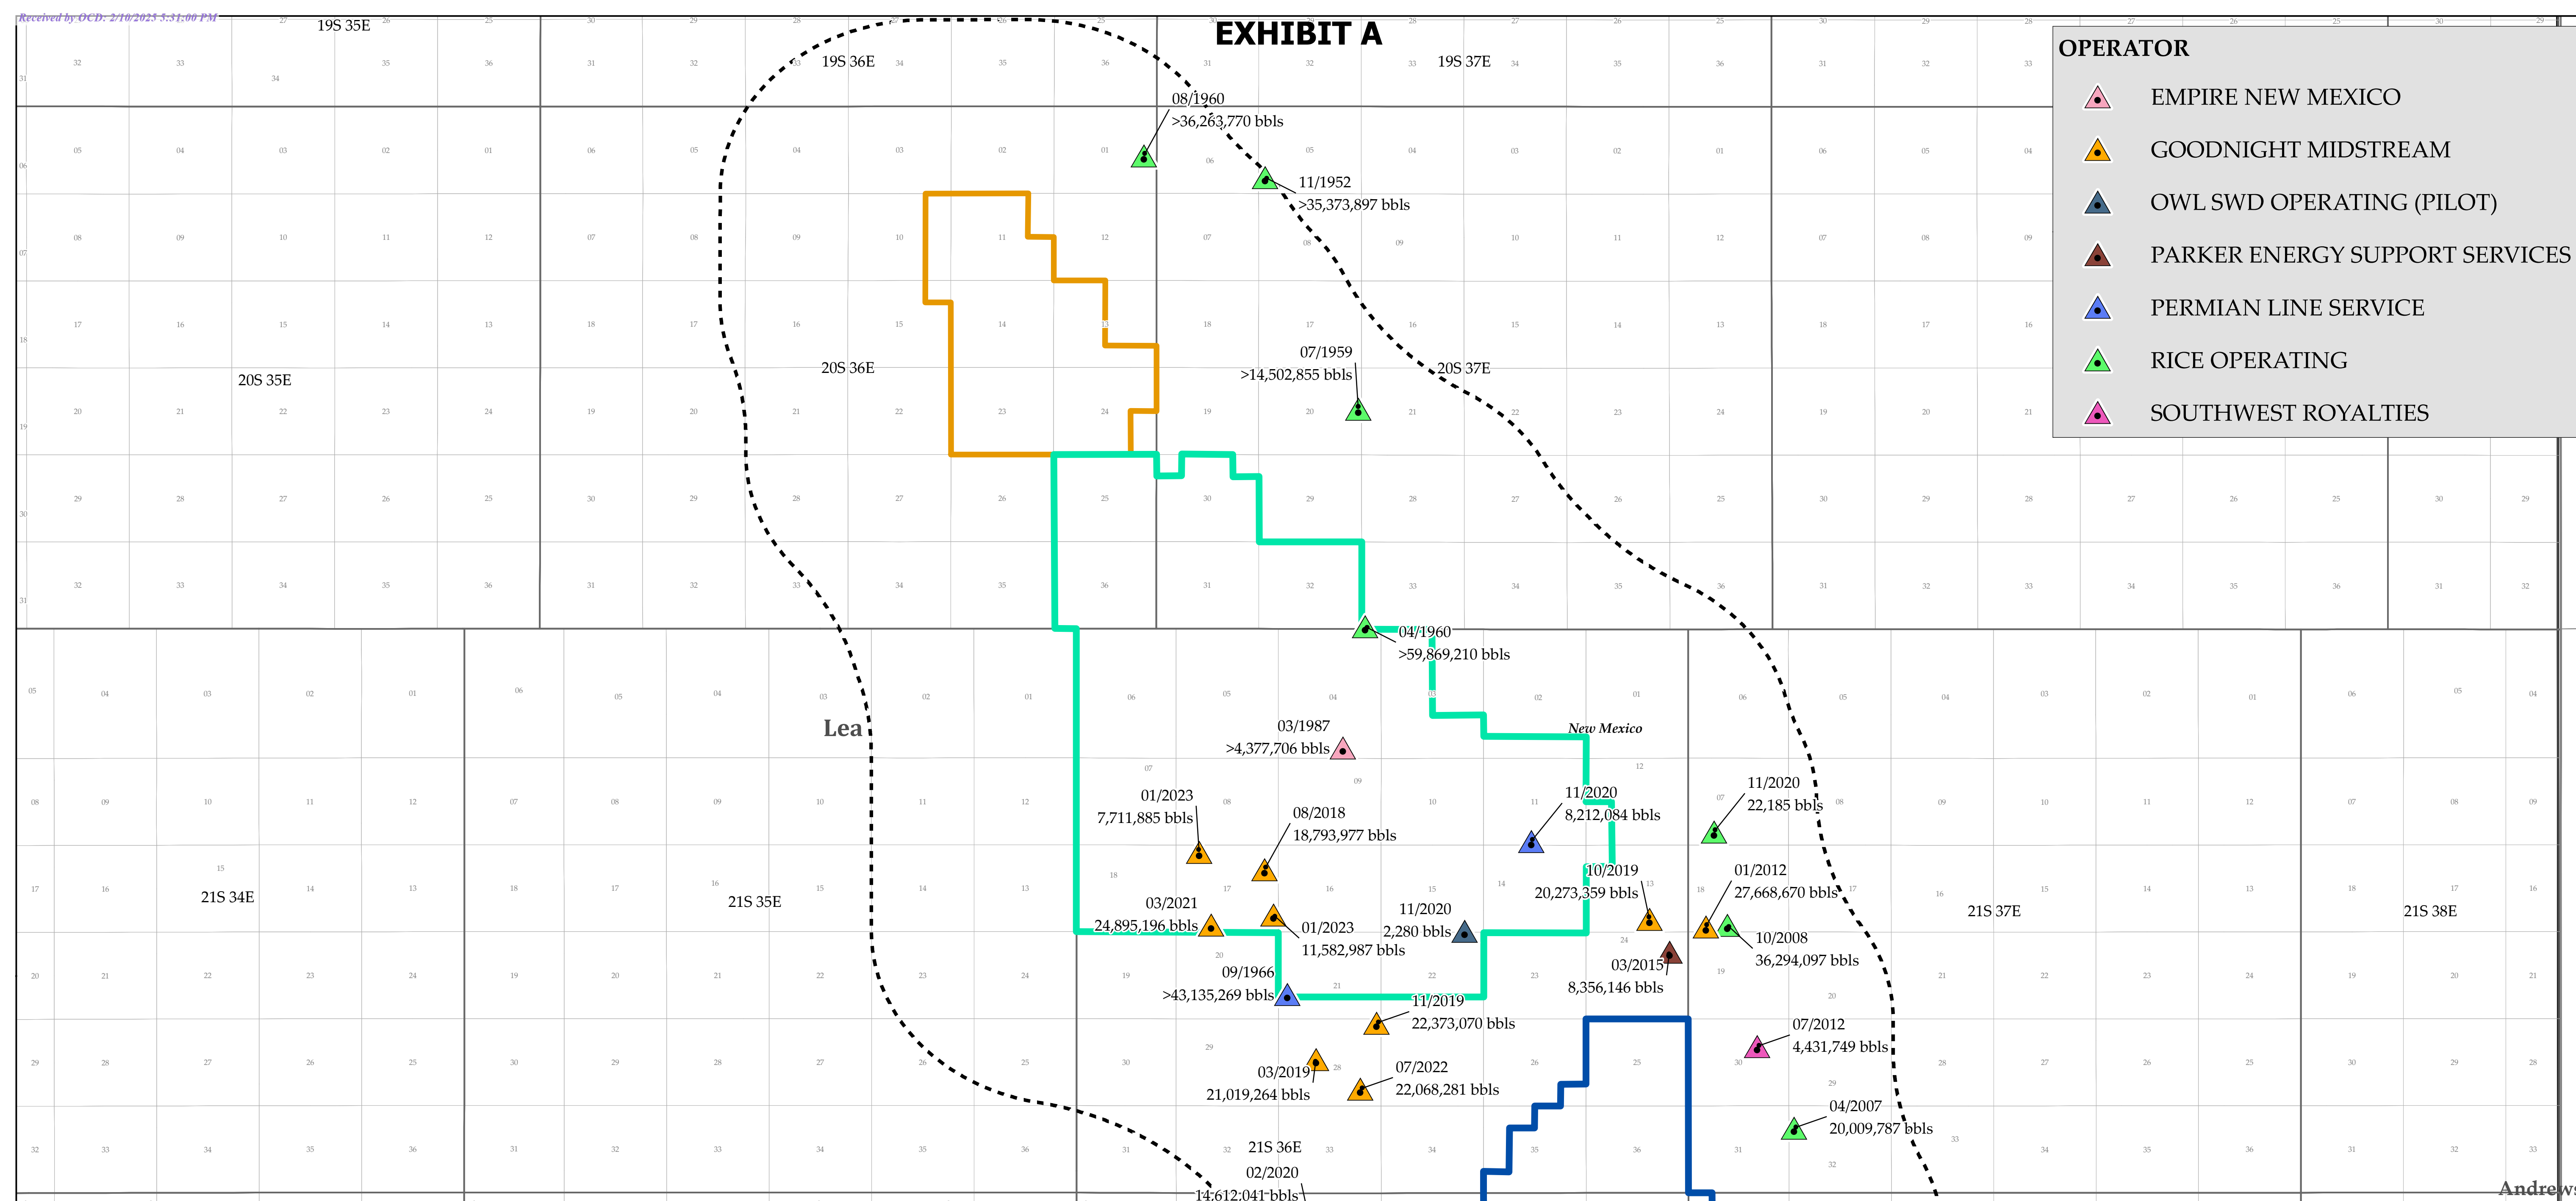 Received by OCD: 2/10/2025 5:31:00 PM
EXHIBIT A
19S 35E
19S 36E
19S 37E
OPERATOR
EMPIRE NEW MEXICO
GOODNIGHT MIDSTREAM
OWL SWD OPERATING (PILOT)
PARKER ENERGY SUPPORT SERVICES
PERMIAN LINE SERVICE
RICE OPERATING
SOUTHWEST ROYALTIES
08/1960
>36,263,770 bbls
11/1952
>35,373,897 bbls
07/1959
>14,502,855 bbls
20S 35E
20S 36E
20S 37E
04/1960
>59,869,210 bbls
Lea
New Mexico
03/1987
>4,377,706 bbls
01/2023
7,711,885 bbls
08/2018
18,793,977 bbls
11/2020
8,212,084 bbls
11/2020
22,185 bbls
10/2019
20,273,359 bbls
01/2012
27,668,670 bbls
21S 34E
21S 35E
21S 37E
21S 38E
03/2021
24,895,196 bbls
01/2023
11,582,987 bbls
11/2020
2,280 bbls
10/2008
36,294,097 bbls
09/1966
>43,135,269 bbls
03/2015
8,356,146 bbls
11/2019
22,373,070 bbls
07/2012
4,431,749 bbls
03/2019
21,019,264 bbls
07/2022
22,068,281 bbls
04/2007
20,009,787 bbls
21S 36E
02/2020
14,612,041 bbls
Andrews